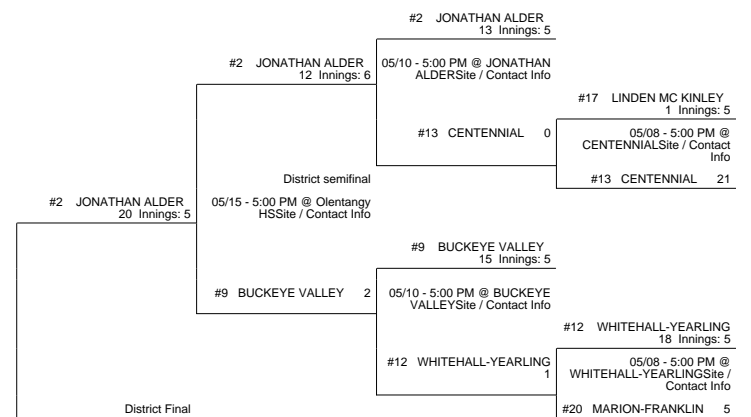 #2 JONATHAN ALDER
13 Innings: 5
#2 JONATHAN ALDER
12 Innings: 6
05/10 - 5:00 PM @ JONATHAN
ALDERSite / Contact Info
#17 LINDEN MC KINLEY
1 Innings: 5
#13 CENTENNIAL 0
05/08 - 5:00 PM @
CENTENNIALSite / Contact
Info
District semifinal
#13 CENTENNIAL 21
#2 JONATHAN ALDER
20 Innings: 5
05/15 - 5:00 PM @ Olentangy
HSSite / Contact Info
#9 BUCKEYE VALLEY
15 Innings: 5
#9 BUCKEYE VALLEY 2
05/10 - 5:00 PM @ BUCKEYE
VALLEYSite / Contact Info
#12 WHITEHALL-YEARLING
18 Innings: 5
#12 WHITEHALL-YEARLING
1
05/08 - 5:00 PM @
WHITEHALL-YEARLINGSite /
Contact Info
District Final
#20 MARION-FRANKLIN 5